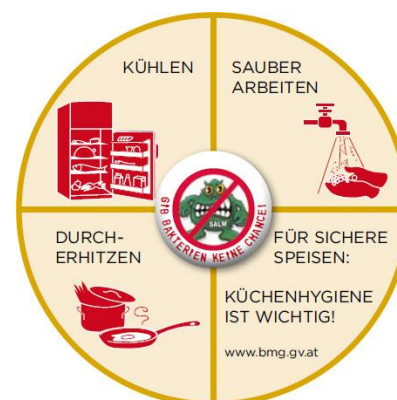 KÜHLEN
SAUBER
ARBEITEN
GIB BAKTERIEN KEINE CHANCE!
SALM
DURCH-
ERHITZEN
FÜR SICHERE
SPEISEN:
KÜCHENHYGIENE
IST WICHTIG!
www.bmg.gv.at